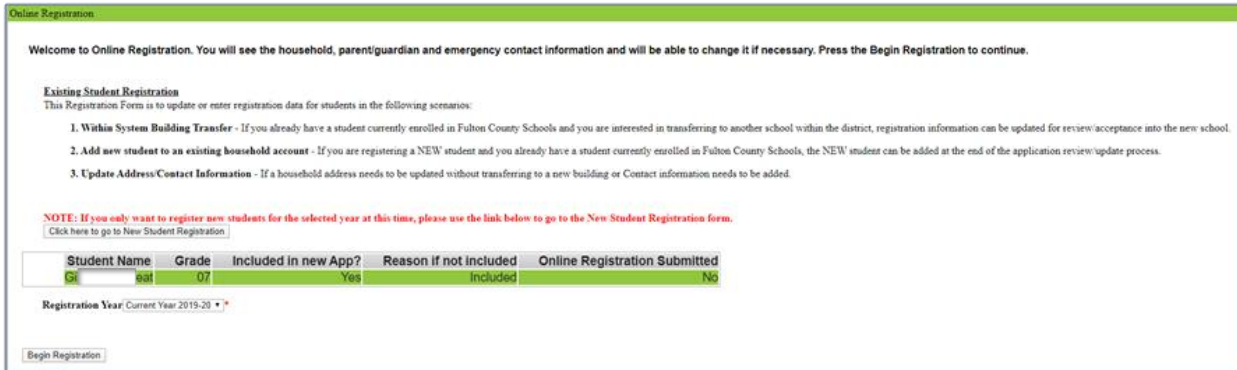 Online Registration
Welcome to Online Registration. You will see the household, parent/guardian and emergency contact information and will be able to change it if necessary. Press the Begin Registration to continue.
Existing Student Registration
This Registration Form is to update or enter registration data for students in the following scenarios:
1. Within System Building Transfer - If you already have a student currently enrolled in Fulton County Schools and you are interested in transferring to another school within the district, registration information can be updated for review/acceptance into the new school.
2. Add new student to an existing household account - If you are registering a NEW student and you already have a student currently enrolled in Fulton County Schools, the NEW student can be added at the end of the application review/update process.
3. Update Address/Contact Information - If a household address needs to be updated without transferring to a new building or Contact information needs to be added.
NOTE: If you only want to register new students for the selected year at this time, please use the link below to go to the New Student Registration form.
Click here to go to New Student Registration
Student Name Grade Included in new App? Reason if not included Online Registration Submitted
Gi eat 07 Yes Included No
Registration Year Current Year 2019-20 *
Begin Registration